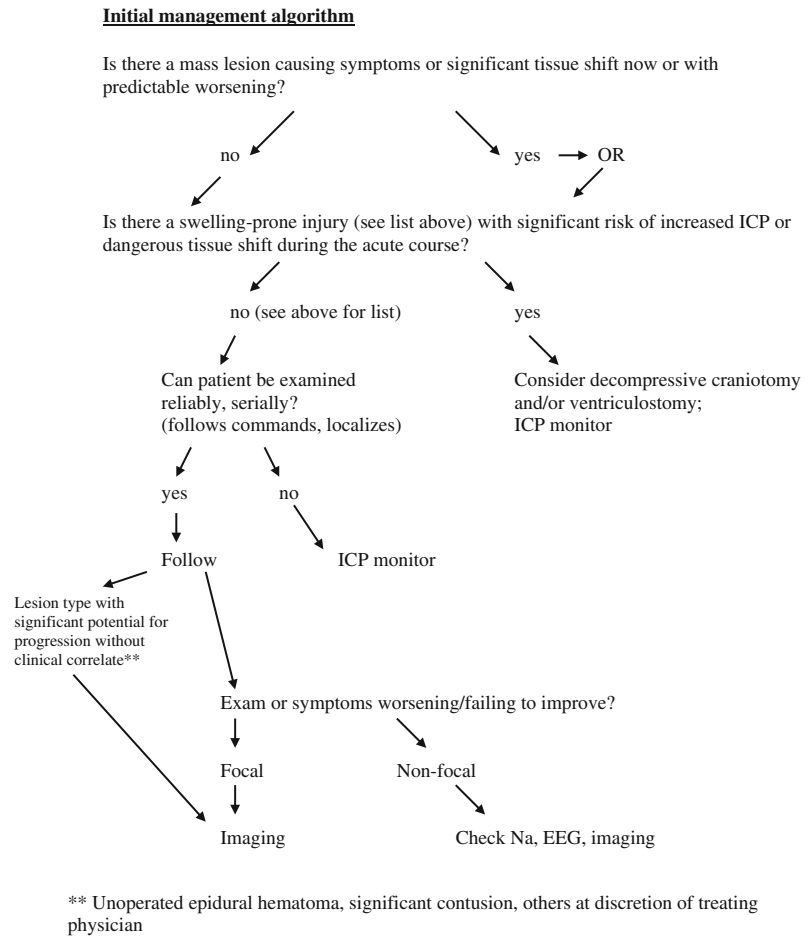 Initial management algorithm
Is there a mass lesion causing symptoms or significant tissue shift now or with
predictable worsening?
no
yes
OR
Is there a swelling-prone injury (see list above) with significant risk of increased ICP or
dangerous tissue shift during the acute course?
no (see above for list)
yes
Can patient be examined
reliably, serially?
(follows commands, localizes)
Consider decompressive craniotomy
and/or ventriculostomy;
ICP monitor
yes
no
Follow
ICP monitor
Lesion type with
significant potential for
progression without
clinical correlate**
Exam or symptoms worsening/failing to improve?
Focal
Non-focal
Imaging
Check Na, EEG, imaging
** Unoperated epidural hematoma, significant contusion, others at discretion of treating
physician